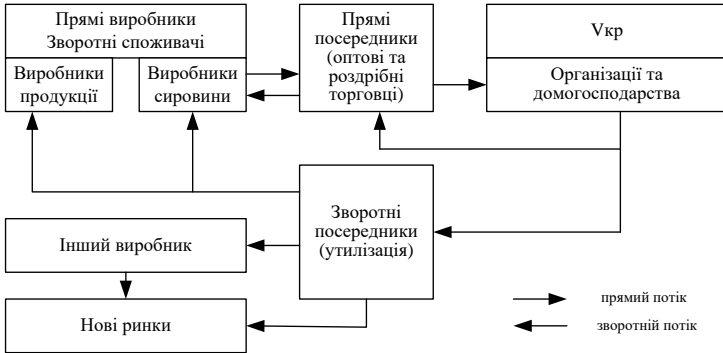 Прямі виробники
Зворотні споживачі
Виробники
продукції
Виробники
сировини
Прямі
посередники
(оптові та
роздрібні
торговці)
Vкр
Організації та
домогосподарства
Зворотні
посередники
(утилізація)
Інший виробник
Нові ринки
прямий потік
зворотній потік